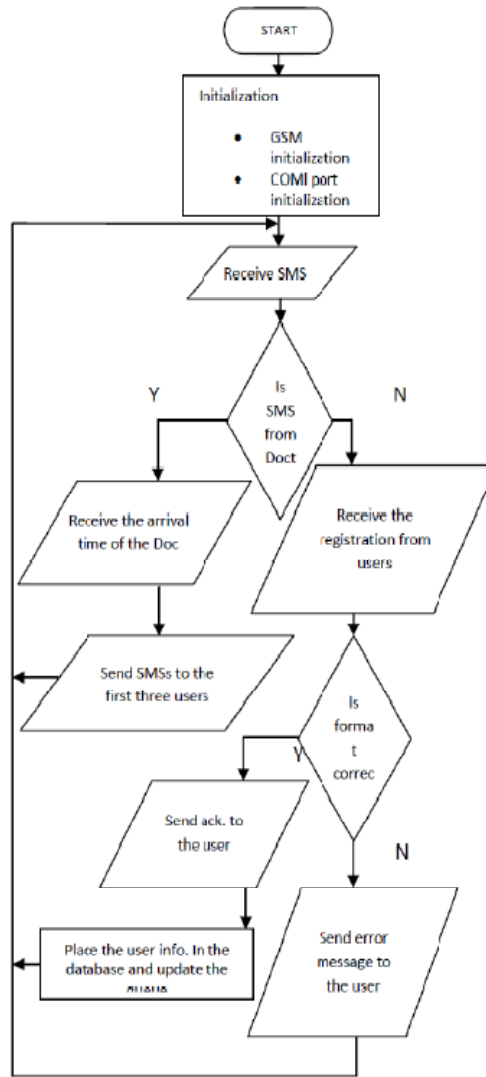 START
Initialization
● GSM
initialization
● COMI port
initialization
Receive SMS
Is
SMS
from
Doct
Y
N
Receive the arrival
time of the Doc
Receive the
registration from
users
Send SMSs to the
first three users
Is
forma
t
correc
Y
N
Send ack. to
the user
Place the user info. In the
database and update the
Send error
message to
the user